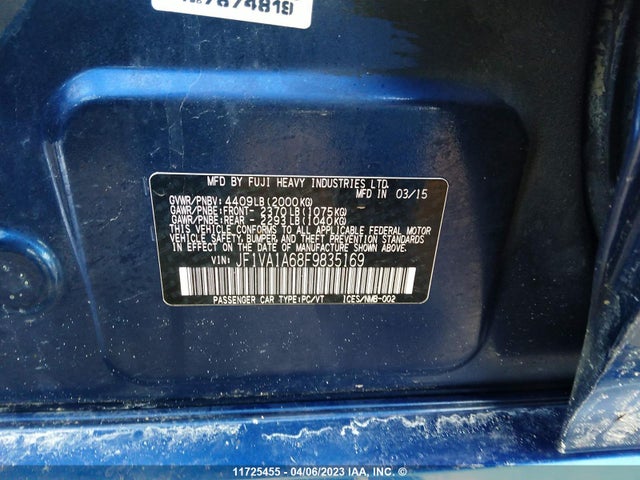 7674819
MFD BY FUJI HEAVY INDUSTRIES LTD.
MFD IN 03/15
GVWR/PNBV: 4409LB(2000KG)
GAWR/PNBE:FRONT- 2370LB(1075KG)
GAWR/PNBE:REAR - 2293LB(1040KG)
THIS VEHICLE CONFORMS TO ALL
APPLICABLE FEDERAL MOTOR
VEHICLE SAFETY, BUMPER, AND THEFT PREVENTION STANDARDS
IN EFFECT ON THE DATE OF MANUFACTURE SHOWN ABOVE.
VIN: JF1VA1A68F9835169
PASSENGER CAR TYPE:PC/VT ICES/NMB-002
11725455 - 04/06/2023 IAA, INC. ©